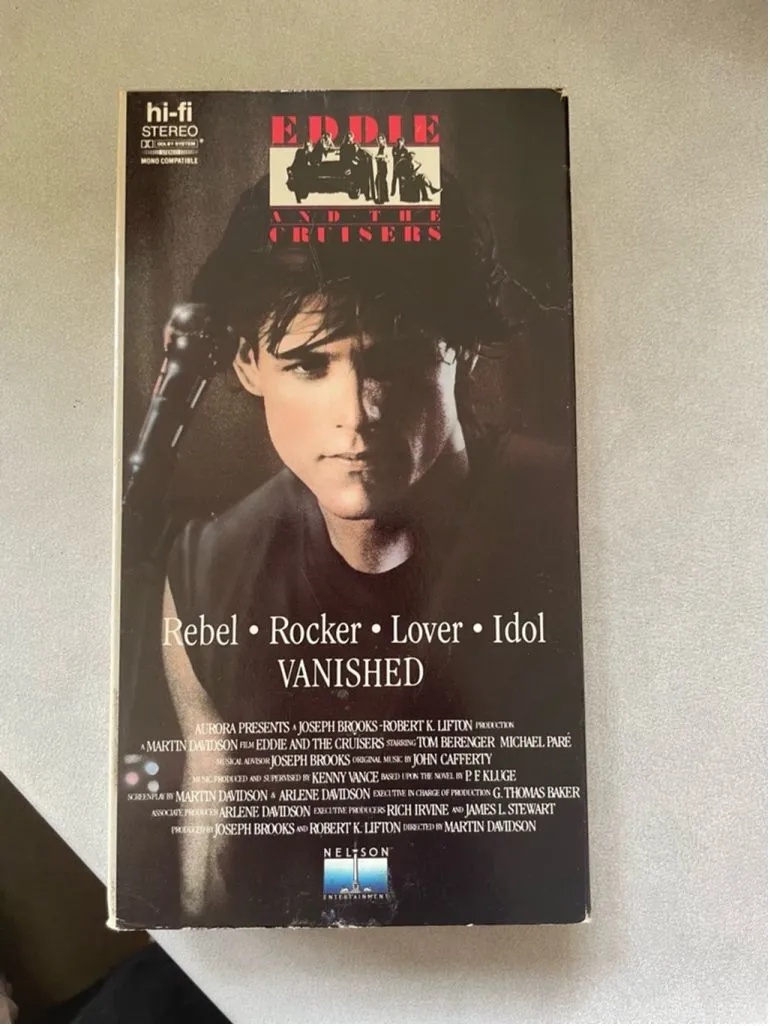 hi-fi
STEREO
DOLBY SYSTEM
MONO COMPATIBLE
EDDIE
AND THE
CRUISERS
Rebel • Rocker • Lover • Idol
VANISHED
AURORA PRESENTS A JOSEPH BROOKS-ROBERT K. LIFTON PRODUCTION
A MARTIN DAVIDSON FILM EDDIE AND THE CRUISERS STARRING TOM BERENGER MICHAEL PARÉ
MUSICAL ADVISOR JOSEPH BROOKS ORIGINAL MUSIC BY JOHN CAFFERTY
MUSIC PRODUCED AND SUPERVISED BY KENNY VANCE BASED UPON THE NOVEL BY P. F. KLUGE
SCREENPLAY BY MARTIN DAVIDSON & ARLENE DAVIDSON EXECUTIVE IN CHARGE OF PRODUCTION G. THOMAS BAKER
ASSOCIATE PRODUCER ARLENE DAVIDSON EXECUTIVE PRODUCERS RICH IRVINE AND JAMES L. STEWART
PRODUCED BY JOSEPH BROOKS AND ROBERT K. LIFTON DIRECTED BY MARTIN DAVIDSON
NELSON
ENTERTAINMENT